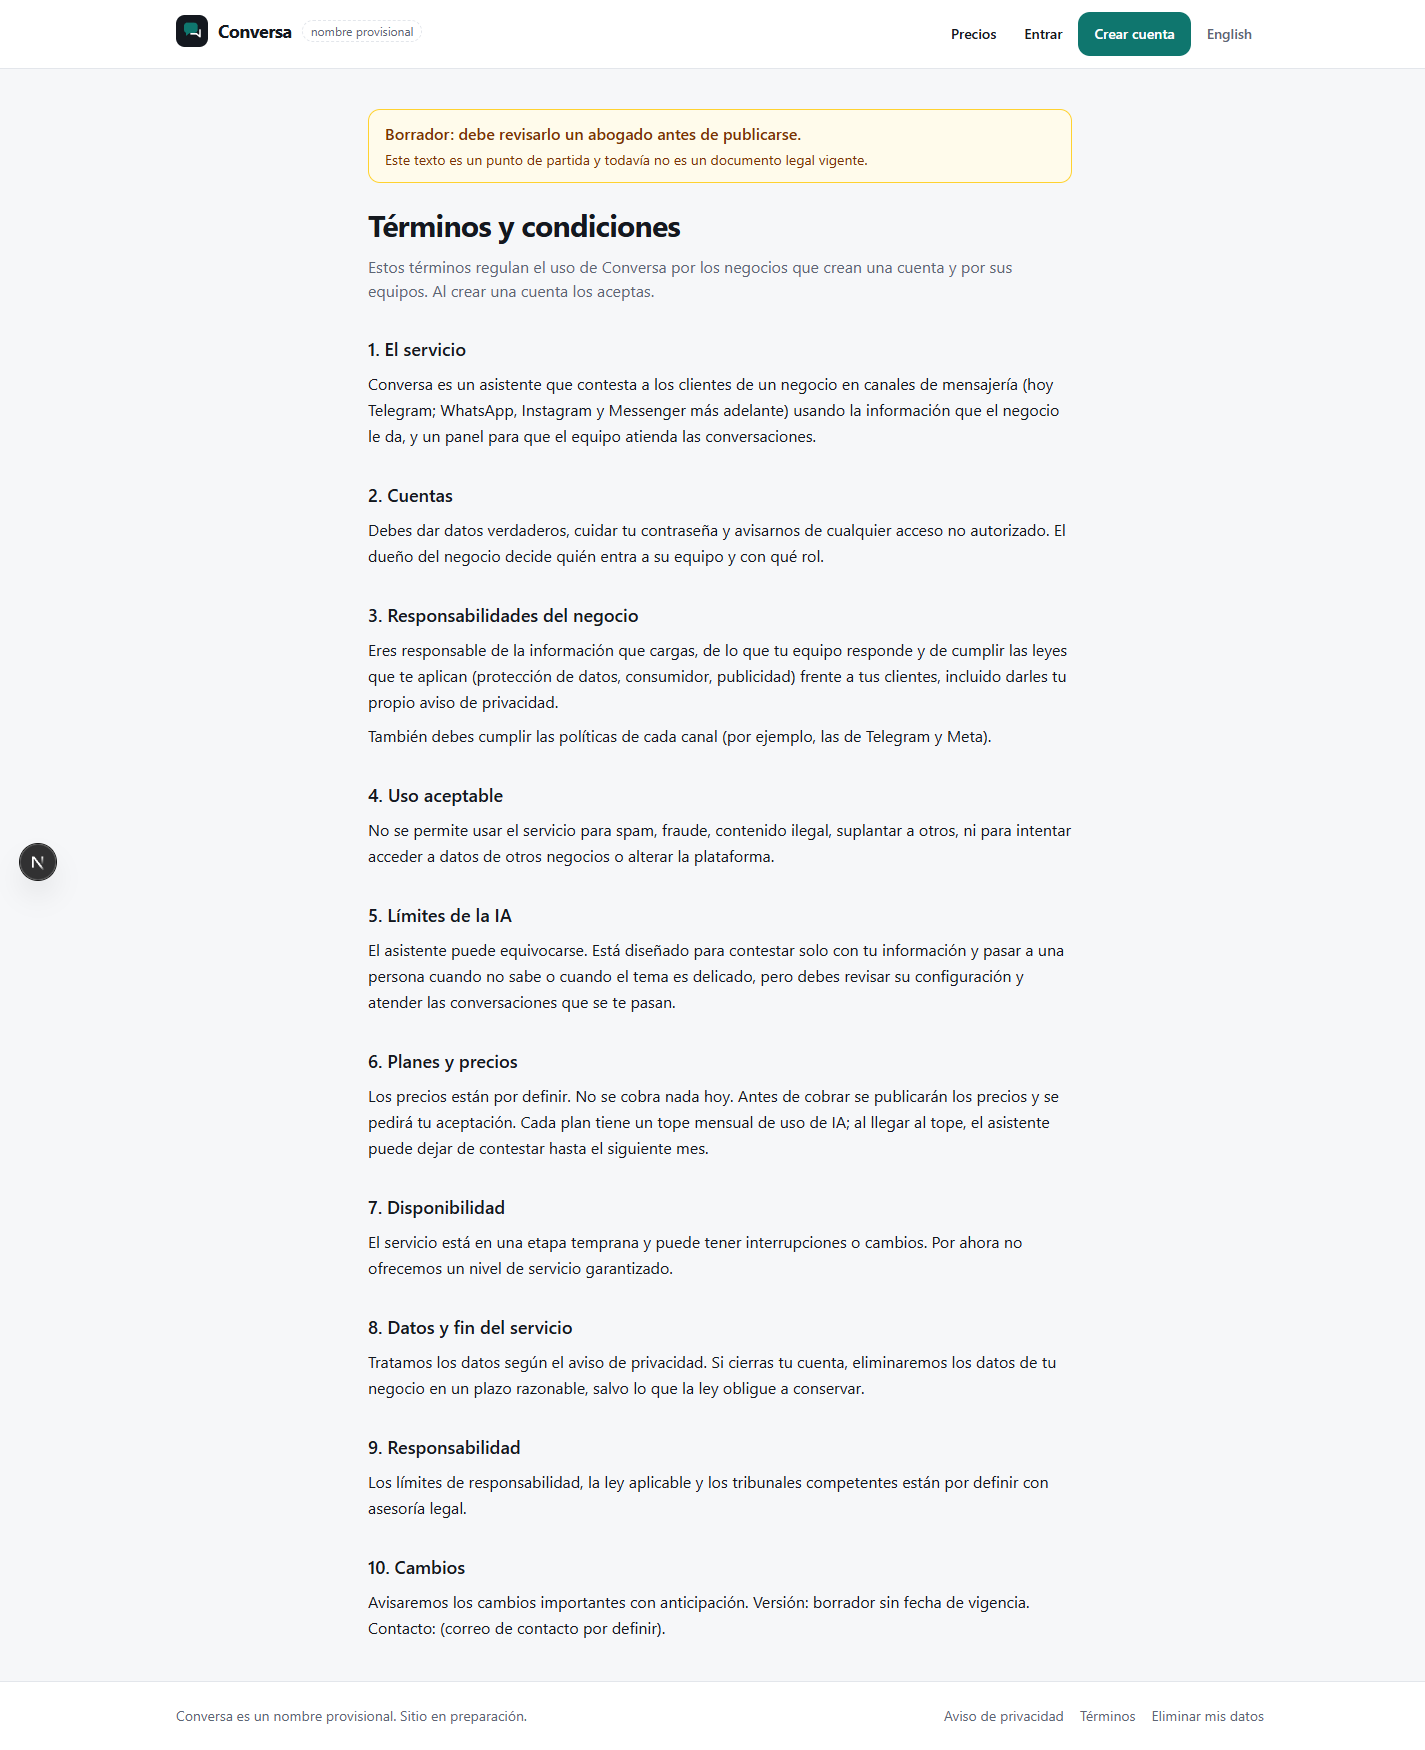 Conversa
nombre provisional
Precios
Entrar
Crear cuenta
English
Borrador: debe revisarlo un abogado antes de publicarse.
Este texto es un punto de partida y todavía no es un documento legal vigente.
Términos y condiciones
Estos términos regulan el uso de Conversa por los negocios que crean una cuenta y por sus
equipos. Al crear una cuenta los aceptas.
1. El servicio
Conversa es un asistente que contesta a los clientes de un negocio en canales de mensajería (hoy
Telegram; WhatsApp, Instagram y Messenger más adelante) usando la información que el negocio
le da, y un panel para que el equipo atienda las conversaciones.
2. Cuentas
Debes dar datos verdaderos, cuidar tu contraseña y avisarnos de cualquier acceso no autorizado. El
dueño del negocio decide quién entra a su equipo y con qué rol.
3. Responsabilidades del negocio
Eres responsable de la información que cargas, de lo que tu equipo responde y de cumplir las leyes
que te aplican (protección de datos, consumidor, publicidad) frente a tus clientes, incluido darles tu
propio aviso de privacidad.
También debes cumplir las políticas de cada canal (por ejemplo, las de Telegram y Meta).
4. Uso aceptable
No se permite usar el servicio para spam, fraude, contenido ilegal, suplantar a otros, ni para intentar
acceder a datos de otros negocios o alterar la plataforma.
5. Límites de la IA
El asistente puede equivocarse. Está diseñado para contestar solo con tu información y pasar a una
persona cuando no sabe o cuando el tema es delicado, pero debes revisar su configuración y
atender las conversaciones que se te pasan.
6. Planes y precios
Los precios están por definir. No se cobra nada hoy. Antes de cobrar se publicarán los precios y se
pedirá tu aceptación. Cada plan tiene un tope mensual de uso de IA; al llegar al tope, el asistente
puede dejar de contestar hasta el siguiente mes.
7. Disponibilidad
El servicio está en una etapa temprana y puede tener interrupciones o cambios. Por ahora no
ofrecemos un nivel de servicio garantizado.
8. Datos y fin del servicio
Tratamos los datos según el aviso de privacidad. Si cierras tu cuenta, eliminaremos los datos de tu
negocio en un plazo razonable, salvo lo que la ley obligue a conservar.
9. Responsabilidad
Los límites de responsabilidad, la ley aplicable y los tribunales competentes están por definir con
asesoría legal.
10. Cambios
Avisaremos los cambios importantes con anticipación. Versión: borrador sin fecha de vigencia.
Contacto: (correo de contacto por definir).
N
Conversa es un nombre provisional. Sitio en preparación.
Aviso de privacidad
Términos
Eliminar mis datos